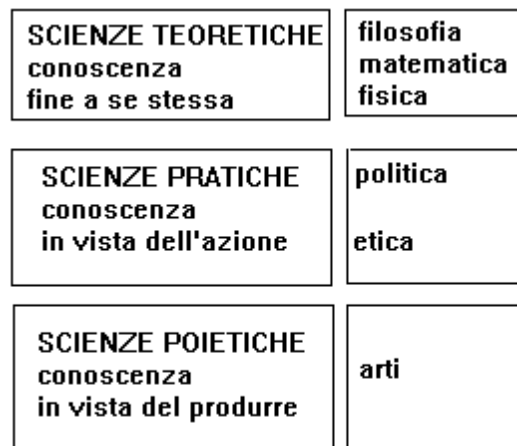 SCIENZE TEORETICHE
conoscenza
fine a se stessa
filosofia
matematica
fisica
SCIENZE PRATICHE
conoscenza
in vista dell'azione
politica
etica
SCIENZE POIETICHE
conoscenza
in vista del produrre
arti